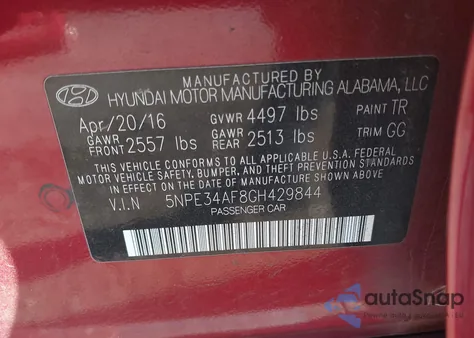 MANUFACTURED BY
HYUNDAI MOTOR MANUFACTURING ALABAMA, LLC
Apr/20/16 GVWR 4497 lbs PAINT TR
GAWR FRONT 2557 lbs GAWR REAR 2513 lbs TRIM GG
THIS VEHICLE CONFORMS TO ALL APPLICABLE U.S.A. FEDERAL
MOTOR VEHICLE SAFETY, BUMPER, AND THEFT PREVENTION
STANDARDS IN EFFECT ON THE DATE OF MANUFACTURE SHOWN ABOVE.
V.I.N 5NPE34AF8GH429844
PASSENGER CAR
autoSnap